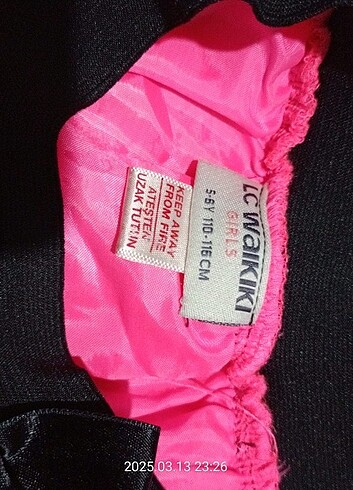 LC WAIKIKI
GIRLS
5-6Y 110-116CM
KEEP AWAY
FROM FIRE
ATEŞTEN
UZAK TUTUN
2025.03.13 23:26